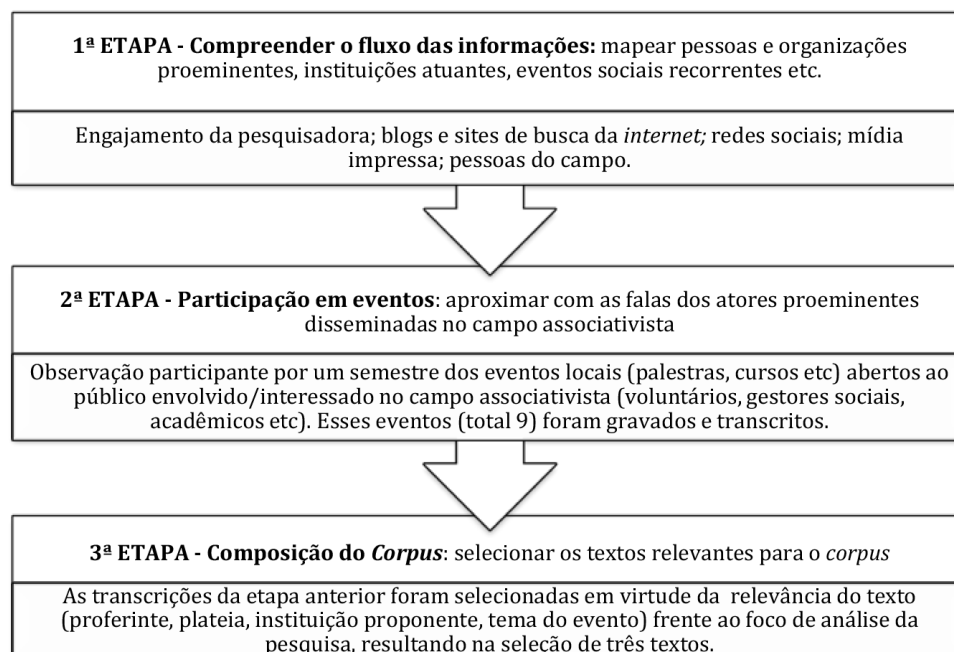 1ª ETAPA - Compreender o fluxo das informações: mapear pessoas e organizações
proeminentes, instituições atuantes, eventos sociais recorrentes etc.
Engajamento da pesquisadora; blogs e sites de busca da internet; redes sociais; mídia
impressa; pessoas do campo.
2ª ETAPA - Participação em eventos: aproximar com as falas dos atores proeminentes
disseminadas no campo associativista
Observação participante por um semestre dos eventos locais (palestras, cursos etc) abertos ao
público envolvido/interessado no campo associativista (voluntários, gestores sociais,
acadêmicos etc). Esses eventos (total 9) foram gravados e transcritos.
3ª ETAPA - Composição do Corpus: selecionar os textos relevantes para o corpus
As transcrições da etapa anterior foram selecionadas em virtude da relevância do texto
(proferinte, plateia, instituição proponente, tema do evento) frente ao foco de análise da
pesquisa, resultando na seleção de três textos.